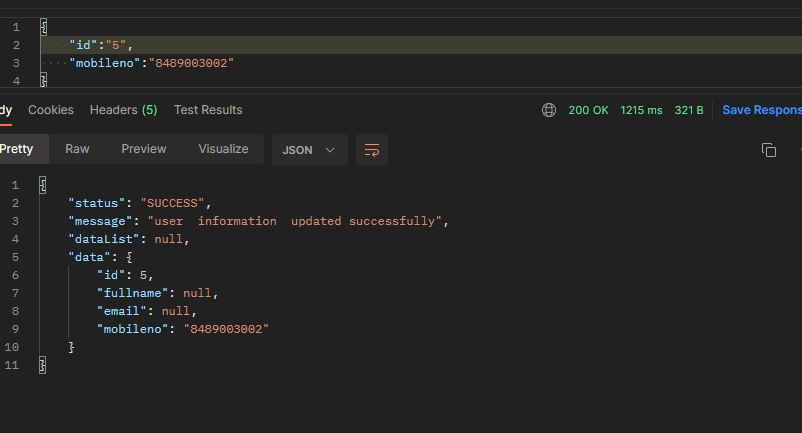 1 {
2 "id":"5",
3 "mobileno":"8489003002"
4 }
dy Cookies Headers (5) Test Results 200 OK 1215 ms 321 B Save Respons
Pretty Raw Preview Visualize JSON
1 {
2 "status": "SUCCESS",
3 "message": "user  information  updated successfully",
4 "dataList": null,
5 "data": {
6 "id": 5,
7 "fullname": null,
8 "email": null,
9 "mobileno": "8489003002"
10 }
11 }